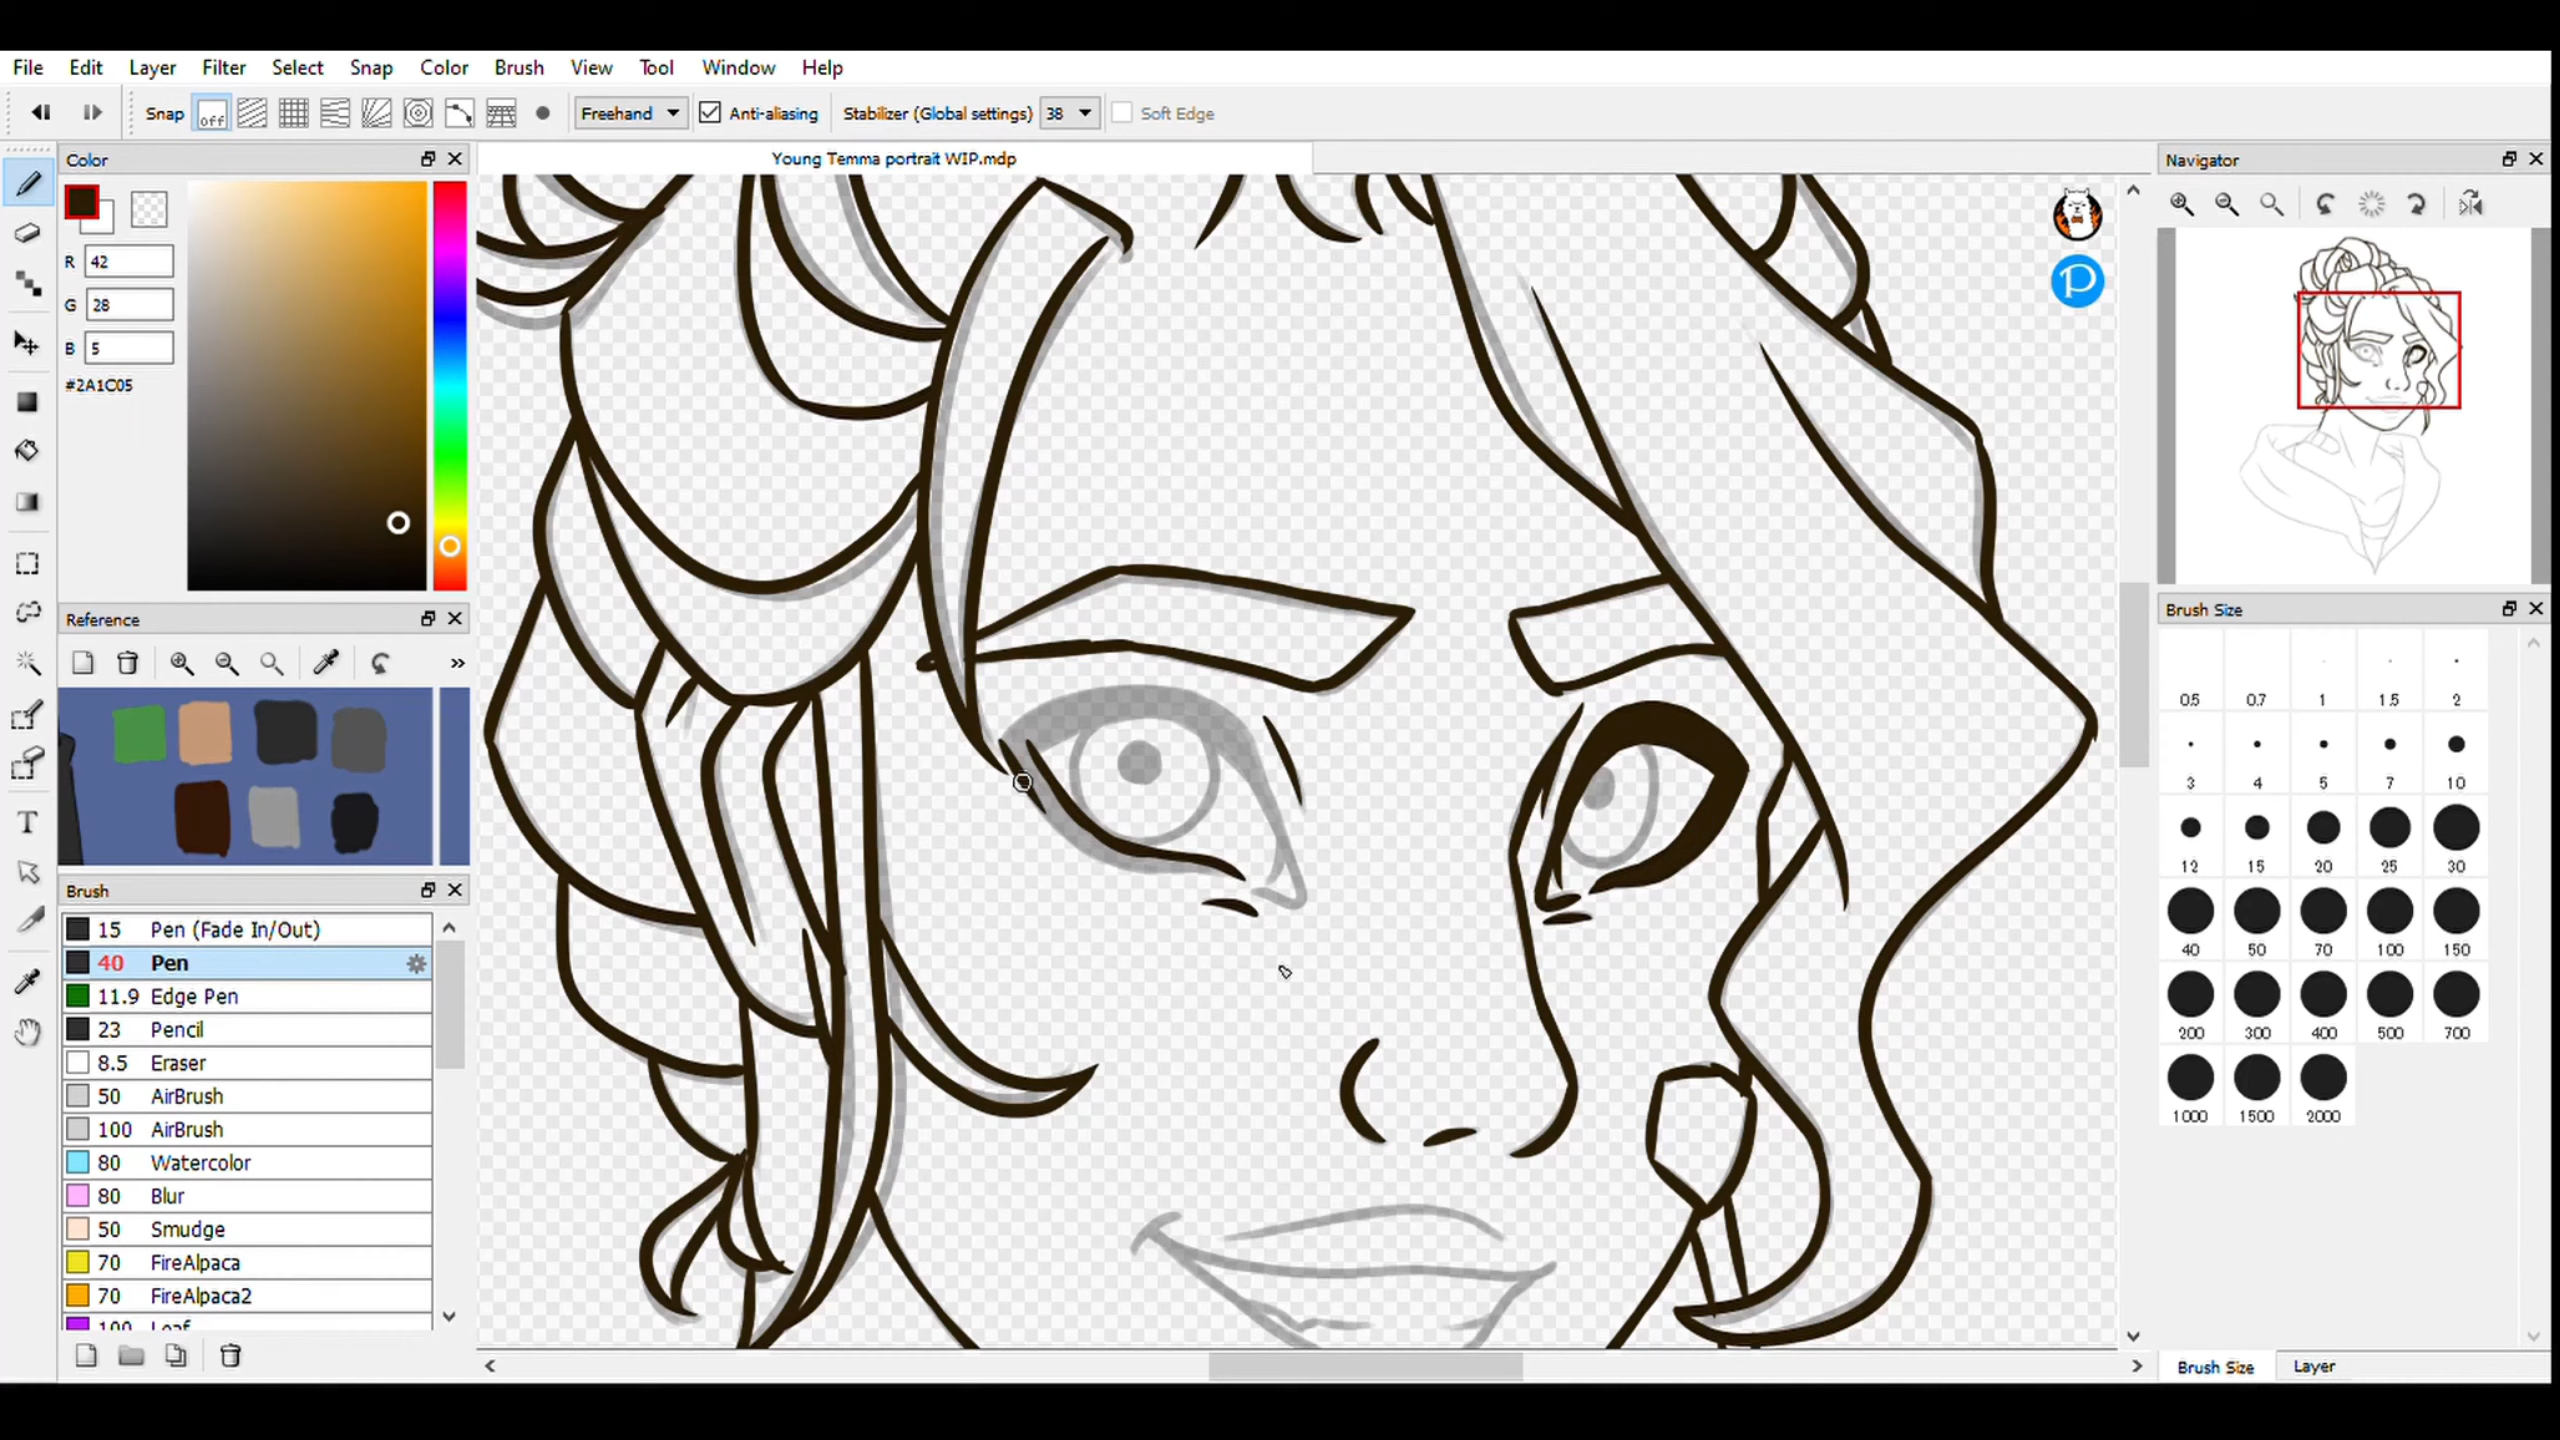 File Edit Layer Filter Select Snap Color Brush View Tool Window Help
Snap off Freehand Anti-aliasing Stabilizer (Global settings) 38 Soft Edge
Color
R 42
G 28
B 5
#2A1C05
Reference
»
Brush
15 Pen (Fade In/Out)
40 Pen
11.9 Edge Pen
23 Pencil
8.5 Eraser
50 AirBrush
100 AirBrush
80 Watercolor
80 Blur
50 Smudge
70 FireAlpaca
70 FireAlpaca2
100 Leaf
Young Temma portrait WIP.mdp
P
Navigator
Brush Size
0.5 0.7 1 1.5 2
3 4 5 7 10
12 15 20 25 30
40 50 70 100 150
200 300 400 500 700
1000 1500 2000
Brush Size Layer